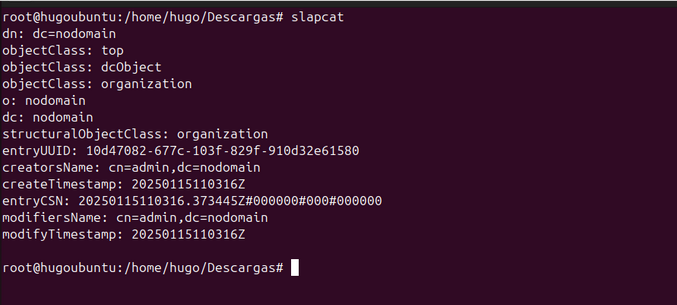 root@hugoubuntu:/home/hugo/Descargas# slapcat
dn: dc=nodomain
objectClass: top
objectClass: dcObject
objectClass: organization
o: nodomain
dc: nodomain
structuralObjectClass: organization
entryUUID: 10d47082-677c-103f-829f-910d32e61580
creatorsName: cn=admin,dc=nodomain
createTimestamp: 20250115110316Z
entryCSN: 20250115110316.373445Z#000000#000#000000
modifiersName: cn=admin,dc=nodomain
modifyTimestamp: 20250115110316Z
root@hugoubuntu:/home/hugo/Descargas#